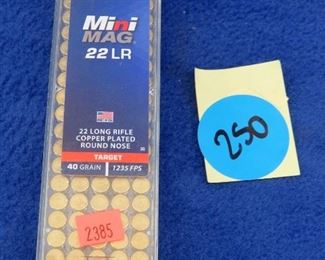 Mini
MAG.
22 LR
22 LONG RIFLE
COPPER PLATED
ROUND NOSE
TARGET
40 GRAIN 1235 FPS
2385
250